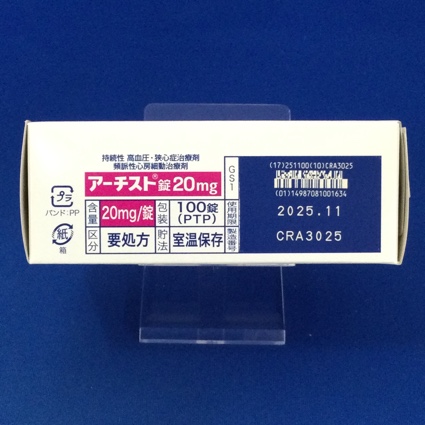 持続性 高血圧・狭心症治療剤
頻脈性心房細動治療剤
アーチスト®錠20mg
含量 20mg/錠 包装 100錠(PTP)
区分 要処方 貯法 室温保存
プラ
バンド:PP
紙
箱
GS1
(17)251100(10)CRA3025
(01)14987081001634
使用期限 2025.11
製造番号 CRA3025